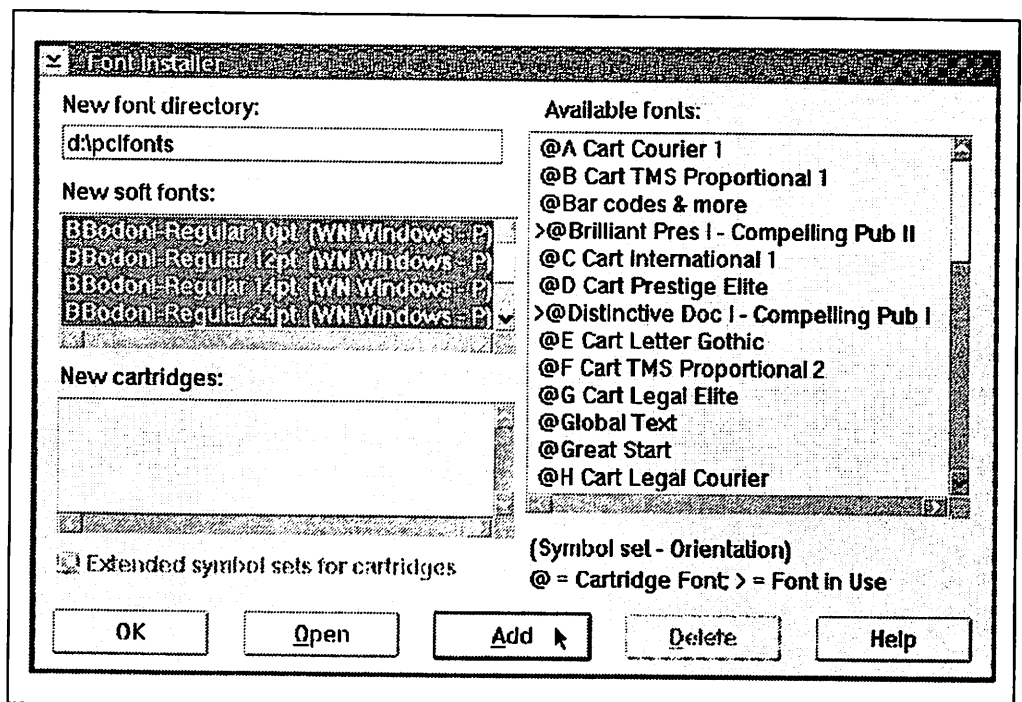 Font Installer
New font directory:
d:\pclfonts
New soft fonts:
BBodoni-Regular 10pt. (WN Windows - P)
BBodoni-Regular 12pt. (WN Windows - P)
BBodoni-Regular 14pt. (WN Windows - P)
BBodoni-Regular 24pt. (WN Windows - P)
New cartridges:
Extended symbol sets for cartridges
Available fonts:
@A Cart Courier 1
@B Cart TMS Proportional 1
@Bar codes & more
>@Brilliant Pres I - Compelling Pub II
@C Cart International 1
@D Cart Prestige Elite
>@Distinctive Doc I - Compelling Pub I
@E Cart Letter Gothic
@F Cart TMS Proportional 2
@G Cart Legal Elite
@Global Text
@Great Start
@H Cart Legal Courier
(Symbol set - Orientation)
@ = Cartridge Font; > = Font in Use
OK
Open
Add
Delete
Help